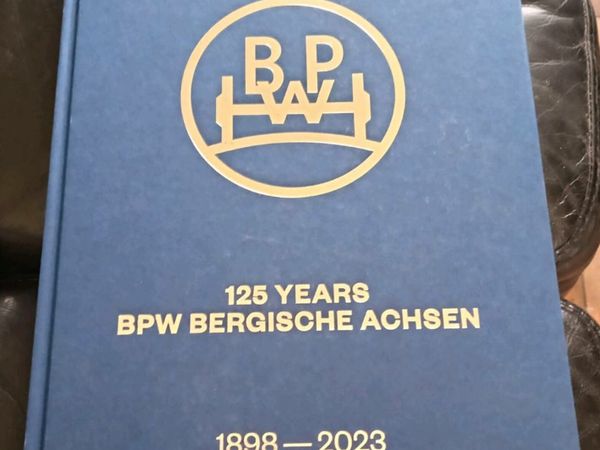 BPW
125 YEARS
BPW BERGISCHE ACHSEN
1898 — 2023